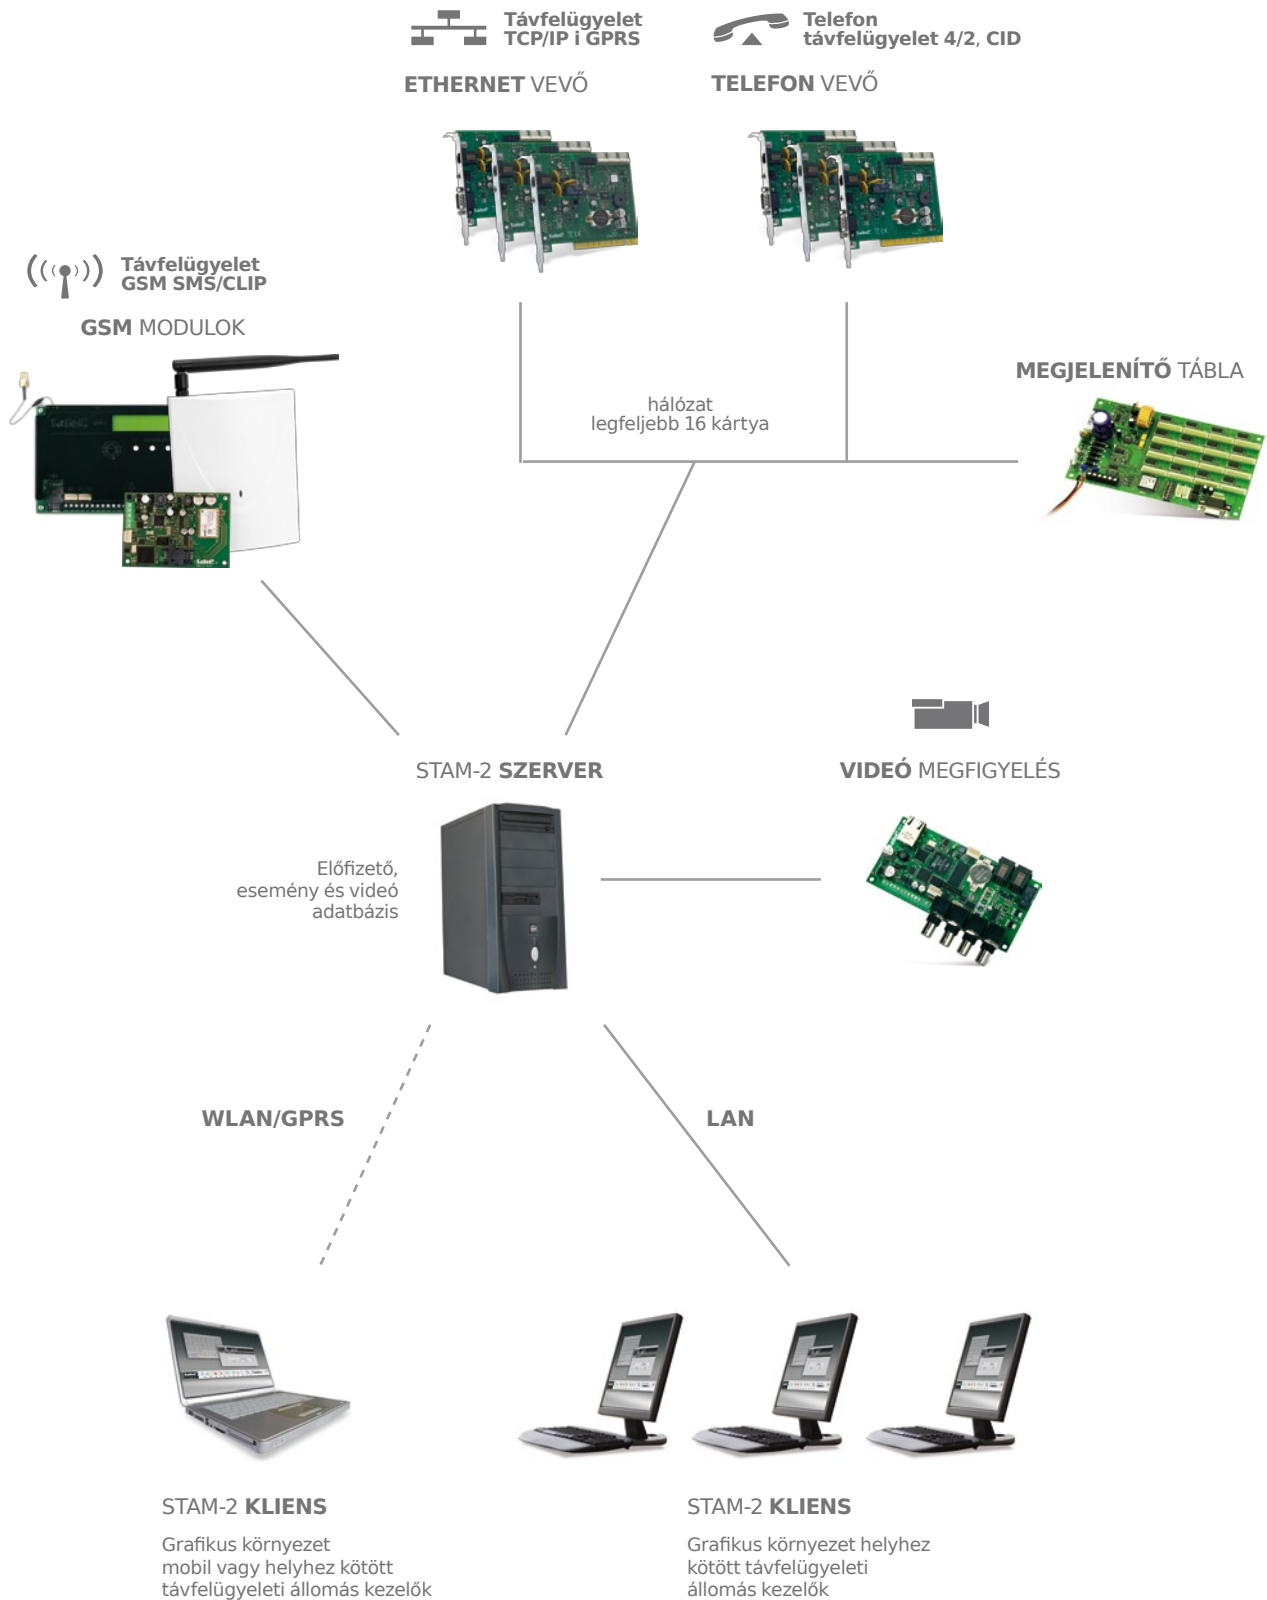 Távfelügyelet
TCP/IP i GPRS
ETHERNET VEVŐ
Telefon
távfelügyelet 4/2, CID
TELEFON VEVŐ
Távfelügyelet
GSM SMS/CLIP
GSM MODULOK
MEGJELENÍTŐ TÁBLA
hálózat
legfeljebb 16 kártya
STAM-2 SZERVER
Előfizető,
esemény és videó
adatbázis
VIDEÓ MEGFIGYELÉS
WLAN/GPRS
LAN
STAM-2 KLIENS
Grafikus környezet
mobil vagy helyhez kötött
távfelügyeleti állomás kezelők
STAM-2 KLIENS
Grafikus környezet helyhez
kötött távfelügyeleti
állomás kezelők